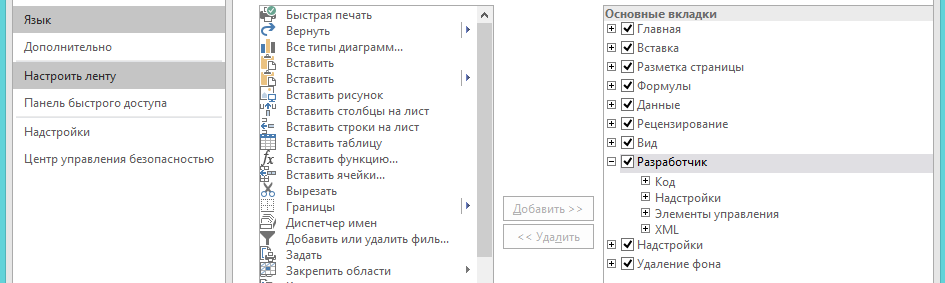 Язык
Дополнительно
Настроить ленту
Панель быстрого доступа
Надстройки
Центр управления безопасностью
Быстрая печать
Вернуть
Все типы диаграмм...
Вставить
Вставить
Вставить рисунок
Вставить столбцы на лист
Вставить строки на лист
Вставить таблицу
Вставить функцию...
Вставить ячейки...
Вырезать
Границы
Диспетчер имен
Добавить или удалить филь...
Задать
Закрепить области
Добавить >>
<< Удалить
Основные вкладки
Главная
Вставка
Разметка страницы
Формулы
Данные
Рецензирование
Вид
Разработчик
Код
Надстройки
Элементы управления
XML
Надстройки
Удаление фона